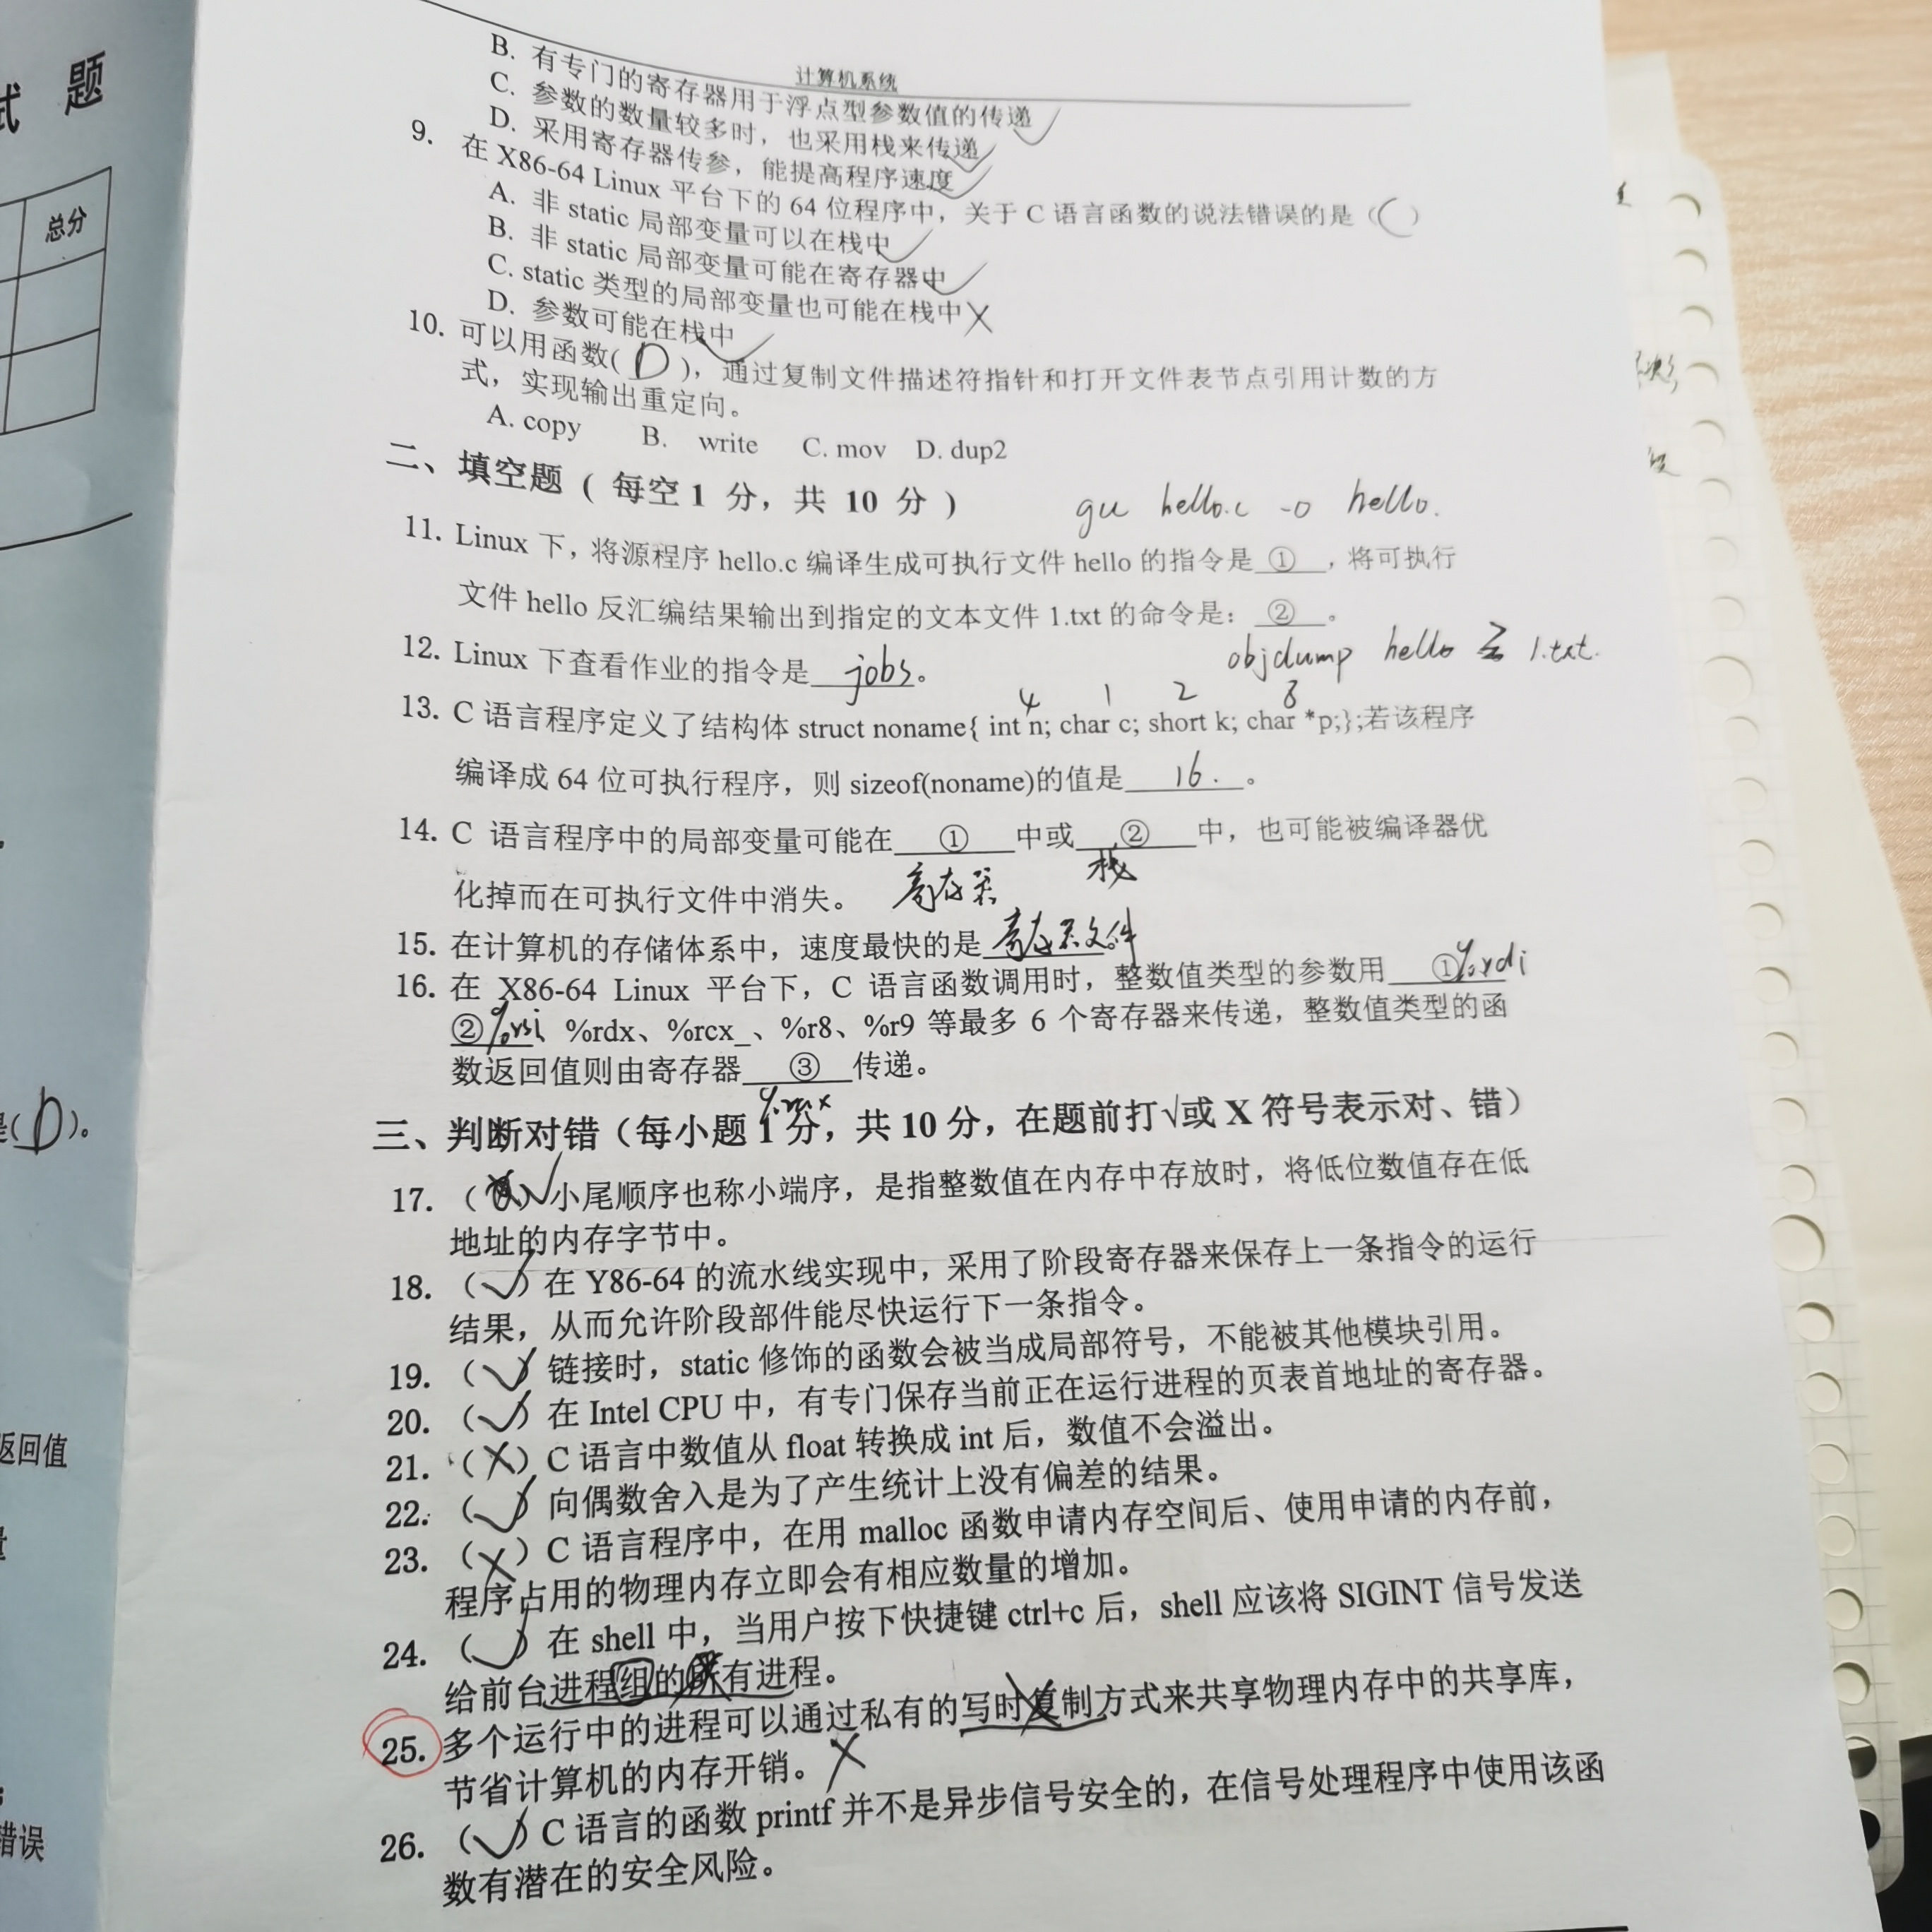 试 题
总分
是(D)。
返回值
量
错误
计算机系统
B. 有专门的寄存器用于浮点型参数值的传递 ✓
C. 参数的数量较多时，也采用栈来传递 ✓
D. 采用寄存器传参，能提高程序速度 ✓
9. 在 X86-64 Linux 平台下的 64 位程序中，关于 C 语言函数的说法错误的是（C）
A. 非 static 局部变量可以在栈中 ✓
B. 非 static 局部变量可能在寄存器中 ✓
C. static 类型的局部变量也可能在栈中 X
D. 参数可能在栈中 ✓
10. 可以用函数( D )，通过复制文件描述符指针和打开文件表节点引用计数的方
式，实现输出重定向。
A. copy B. write C. mov D. dup2
二、填空题（ 每空 1 分，共 10 分 ）
gcc hello.c -o hello.
11. Linux 下，将源程序 hello.c 编译生成可执行文件 hello 的指令是 ① ，将可执行
文件 hello 反汇编结果输出到指定的文本文件 1.txt 的命令是： ② 。
objdump hello 1.txt.
12. Linux 下查看作业的指令是 jobs 。
4 1 2 8
13. C 语言程序定义了结构体 struct noname{ int n; char c; short k; char *p;};若该程序
编译成 64 位可执行程序，则 sizeof(noname)的值是 16. 。
14. C 语言程序中的局部变量可能在 ① 中或 ② 中，也可能被编译器优
栈
化掉而在可执行文件中消失。 寄存器
15. 在计算机的存储体系中，速度最快的是 寄存器文件 。
16. 在 X86-64 Linux 平台下，C 语言函数调用时，整数值类型的参数用 ① %rdi
② %rsi、%rdx、%rcx_、%r8、%r9 等最多 6 个寄存器来传递，整数值类型的函
数返回值则由寄存器 ③ 传递。
%rax
三、判断对错（每小题 1 分，共 10 分，在题前打√或 X 符号表示对、错）
17. （ ）✓小尾顺序也称小端序，是指整数值在内存中存放时，将低位数值存在低
地址的内存字节中。
18. （✓）在 Y86-64 的流水线实现中，采用了阶段寄存器来保存上一条指令的运行
结果，从而允许阶段部件能尽快运行下一条指令。
19. （✓）链接时，static 修饰的函数会被当成局部符号，不能被其他模块引用。
20. （✓）在 Intel CPU 中，有专门保存当前正在运行进程的页表首地址的寄存器。
21. （X）C 语言中数值从 float 转换成 int 后，数值不会溢出。
22. （✓）向偶数舍入是为了产生统计上没有偏差的结果。
23. （X）C 语言程序中，在用 malloc 函数申请内存空间后、使用申请的内存前，
程序占用的物理内存立即会有相应数量的增加。
24. （✓）在 shell 中，当用户按下快捷键 ctrl+c 后，shell 应该将 SIGINT 信号发送
给前台进程组的所有进程。
25. 多个运行中的进程可以通过私有的写时复制方式来共享物理内存中的共享库，
节省计算机的内存开销。 X
26. （✓）C 语言的函数 printf 并不是异步信号安全的，在信号处理程序中使用该函
数有潜在的安全风险。